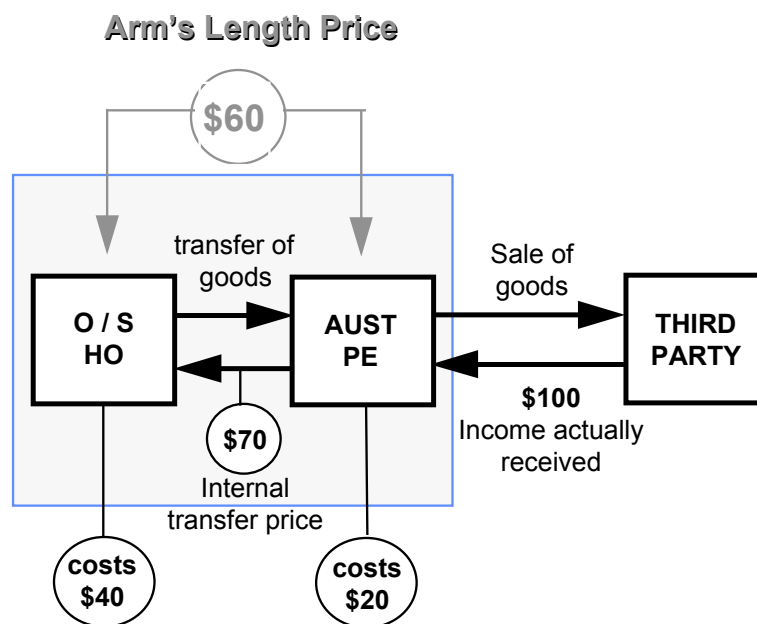 Arm's Length Price
$60
transfer of
goods
Sale of
goods
O / S
HO
AUST
PE
THIRD
PARTY
$70
Internal
transfer price
$100
Income actually
received
costs
$40
costs
$20